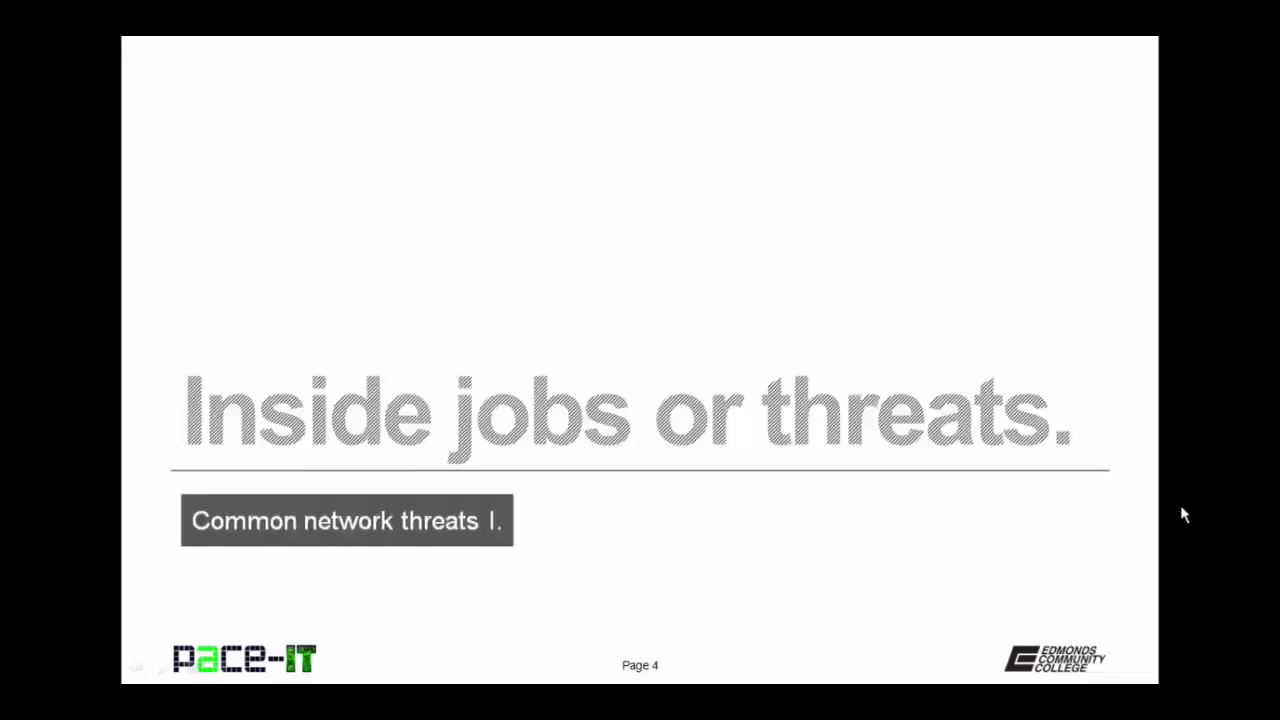 Inside jobs or threats.
Common network threats I.
pace-IT
Page 4
EDMONDS
COMMUNITY
COLLEGE